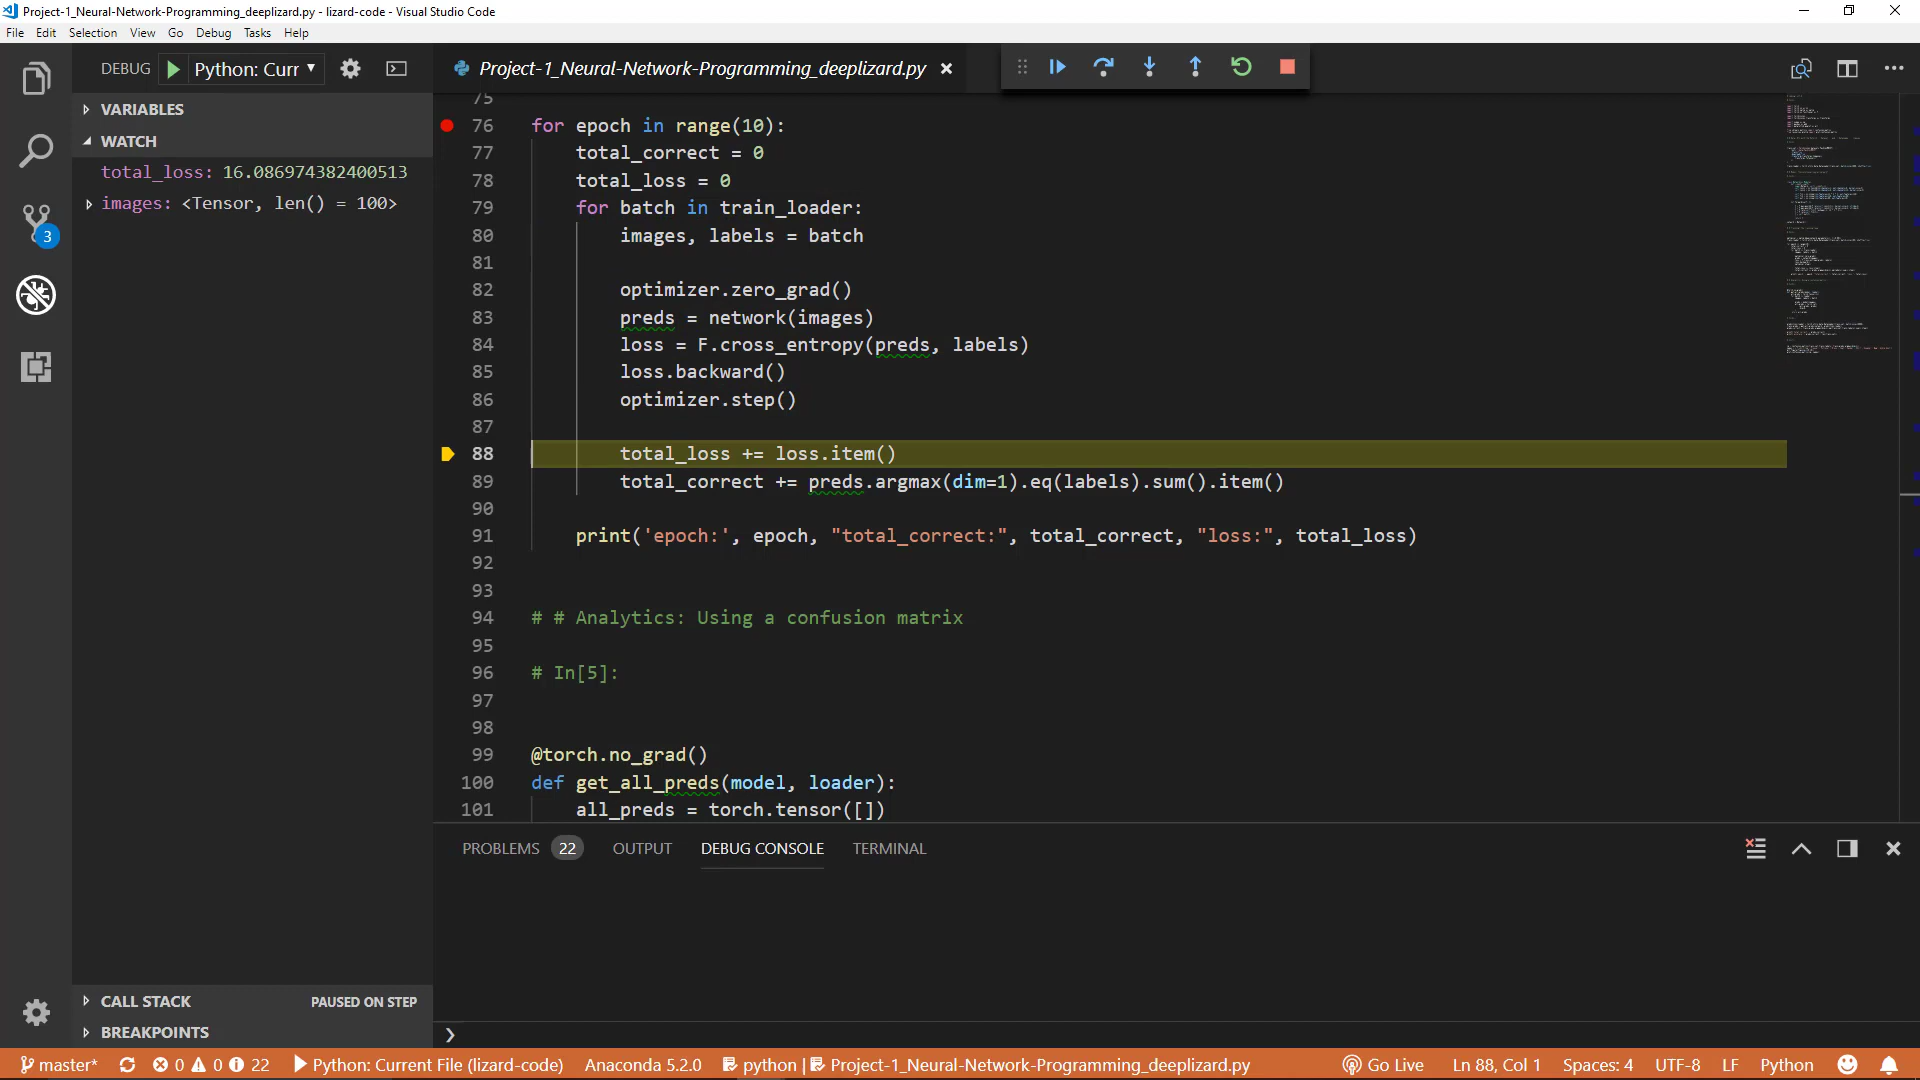 Project-1_Neural-Network-Programming_deeplizard.py - lizard-code - Visual Studio Code
File Edit Selection View Go Debug Tasks Help
DEBUG Python: Curr
Project-1_Neural-Network-Programming_deeplizard.py
VARIABLES
WATCH
total_loss: 16.086974382400513
images: <Tensor, len() = 100>
3
CALL STACK PAUSED ON STEP
BREAKPOINTS
75
76 for epoch in range(10):
77     total_correct = 0
78     total_loss = 0
79     for batch in train_loader:
80         images, labels = batch
81
82         optimizer.zero_grad()
83         preds = network(images)
84         loss = F.cross_entropy(preds, labels)
85         loss.backward()
86         optimizer.step()
87
88         total_loss += loss.item()
89         total_correct += preds.argmax(dim=1).eq(labels).sum().item()
90
91     print('epoch:', epoch, "total_correct:", total_correct, "loss:", total_loss)
92
93
94 # # Analytics: Using a confusion matrix
95
96 # In[5]:
97
98
99 @torch.no_grad()
100 def get_all_preds(model, loader):
101     all_preds = torch.tensor([])
PROBLEMS 22 OUTPUT DEBUG CONSOLE TERMINAL
master* 0 0 22 Python: Current File (lizard-code) Anaconda 5.2.0 python | Project-1_Neural-Network-Programming_deeplizard.py Go Live Ln 88, Col 1 Spaces: 4 UTF-8 LF Python